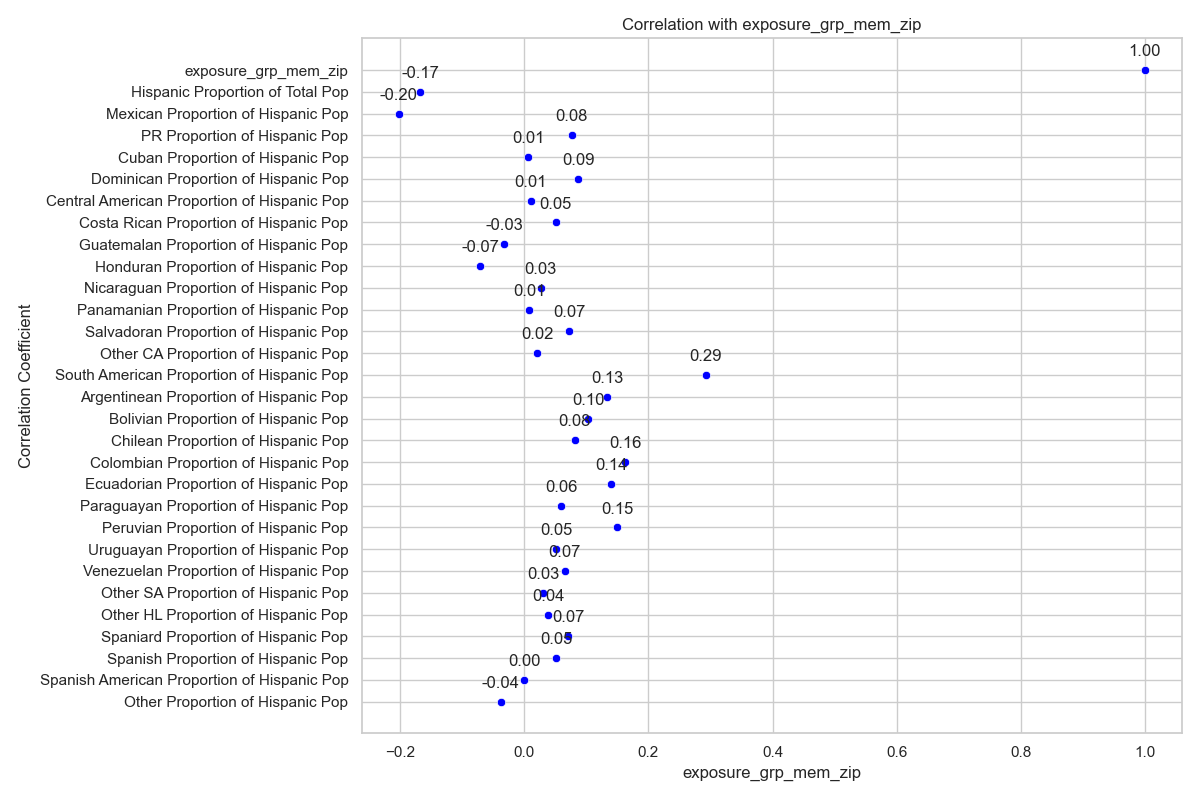 Correlation with exposure_grp_mem_zip
1.00
exposure_grp_mem_zip
-0.17
Hispanic Proportion of Total Pop
-0.20
Mexican Proportion of Hispanic Pop
0.08
PR Proportion of Hispanic Pop
0.01
Cuban Proportion of Hispanic Pop
0.09
Dominican Proportion of Hispanic Pop
0.01
Central American Proportion of Hispanic Pop
0.05
Costa Rican Proportion of Hispanic Pop
-0.03
Guatemalan Proportion of Hispanic Pop
-0.07
Honduran Proportion of Hispanic Pop
0.03
Nicaraguan Proportion of Hispanic Pop
0.01
Panamanian Proportion of Hispanic Pop
0.07
Salvadoran Proportion of Hispanic Pop
0.02
Other CA Proportion of Hispanic Pop
0.29
South American Proportion of Hispanic Pop
0.13
Argentinean Proportion of Hispanic Pop
0.10
Bolivian Proportion of Hispanic Pop
0.08
Chilean Proportion of Hispanic Pop
0.16
Colombian Proportion of Hispanic Pop
0.14
Ecuadorian Proportion of Hispanic Pop
0.06
Paraguayan Proportion of Hispanic Pop
0.15
Peruvian Proportion of Hispanic Pop
0.05
Uruguayan Proportion of Hispanic Pop
0.07
Venezuelan Proportion of Hispanic Pop
0.03
Other SA Proportion of Hispanic Pop
0.04
Other HL Proportion of Hispanic Pop
0.07
Spaniard Proportion of Hispanic Pop
0.05
Spanish Proportion of Hispanic Pop
0.00
Spanish American Proportion of Hispanic Pop
-0.04
Other Proportion of Hispanic Pop
Correlation Coefficient
−0.2 0.0 0.2 0.4 0.6 0.8 1.0
exposure_grp_mem_zip